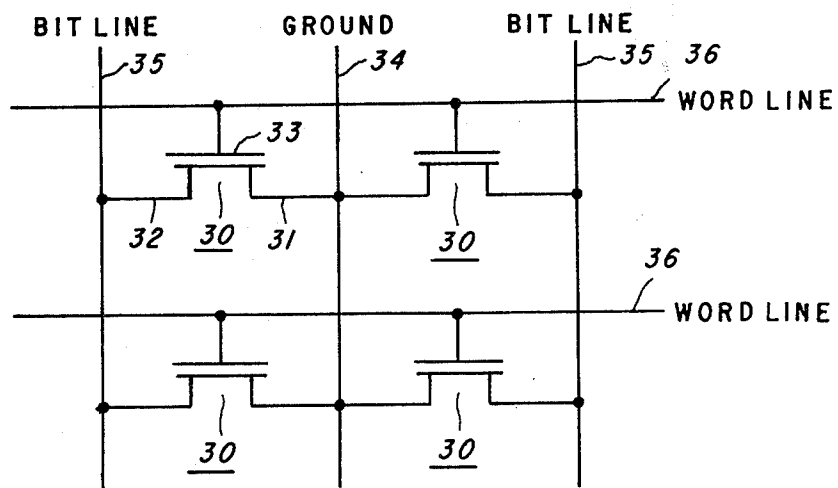 BIT LINE GROUND BIT LINE
35 34 35 36
WORD LINE
33
32 30 31 30
36
WORD LINE
30 30